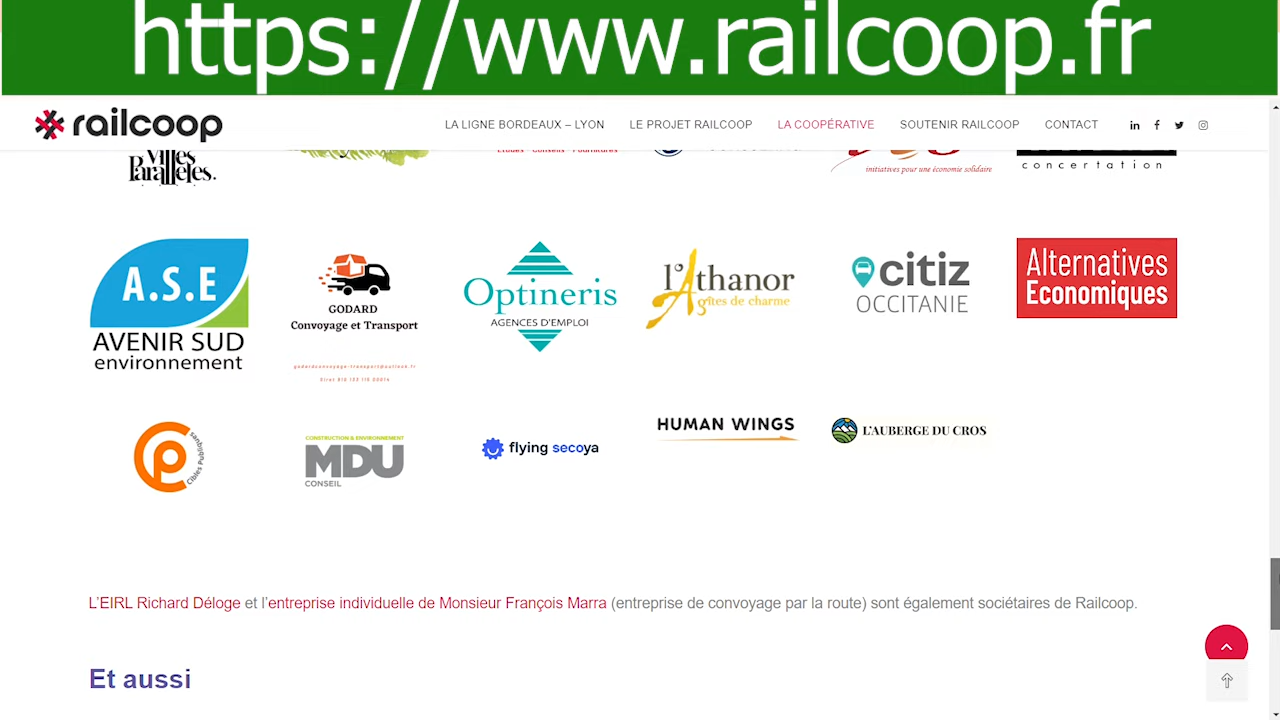 https://www.railcoop.fr
railcoop
LA LIGNE BORDEAUX – LYON
LE PROJET RAILCOOP
LA COOPÉRATIVE
SOUTENIR RAILCOOP
CONTACT
Villes
Parallèles.
initiatives pour une économie solidaire
concertation
A.S.E
AVENIR SUD
environnement
GODARD
Convoyage et Transport
Optineris
AGENCES D'EMPLOI
l'Athanor
gîtes de charme
citiz
OCCITANIE
Alternatives
Economiques
Cibles Publiques
CONSTRUCTION & ENVIRONNEMENT
MDU
CONSEIL
flying secoya
HUMAN WINGS
L'AUBERGE DU CROS
L'EIRL Richard Déloge et l'entreprise individuelle de Monsieur François Marra (entreprise de convoyage par la route) sont également sociétaires de Railcoop.
Et aussi